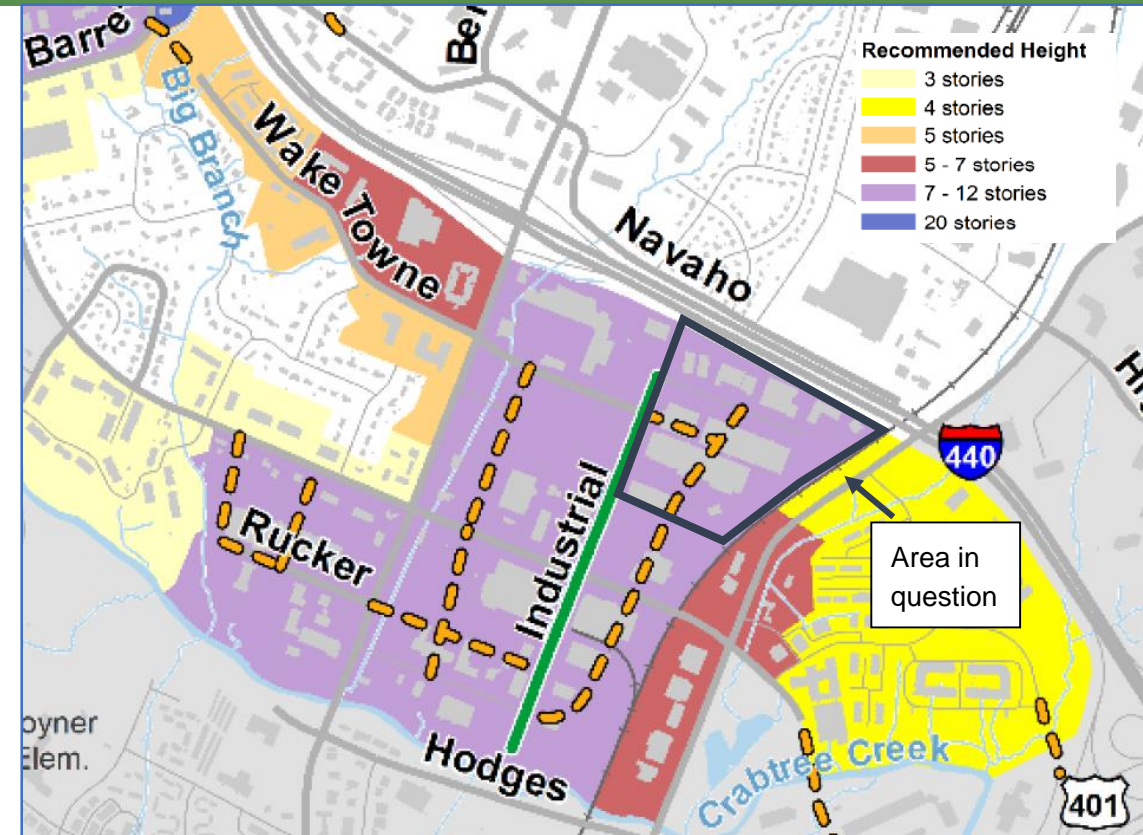 Barre
Big Branch
Wake Towne
Ber
Recommended Height
3 stories
4 stories
5 stories
5 - 7 stories
7 - 12 stories
20 stories
Navaho
440
Area in
question
Rucker
Industrial
Hodges
oyner
Elem.
Crabtree Creek
401